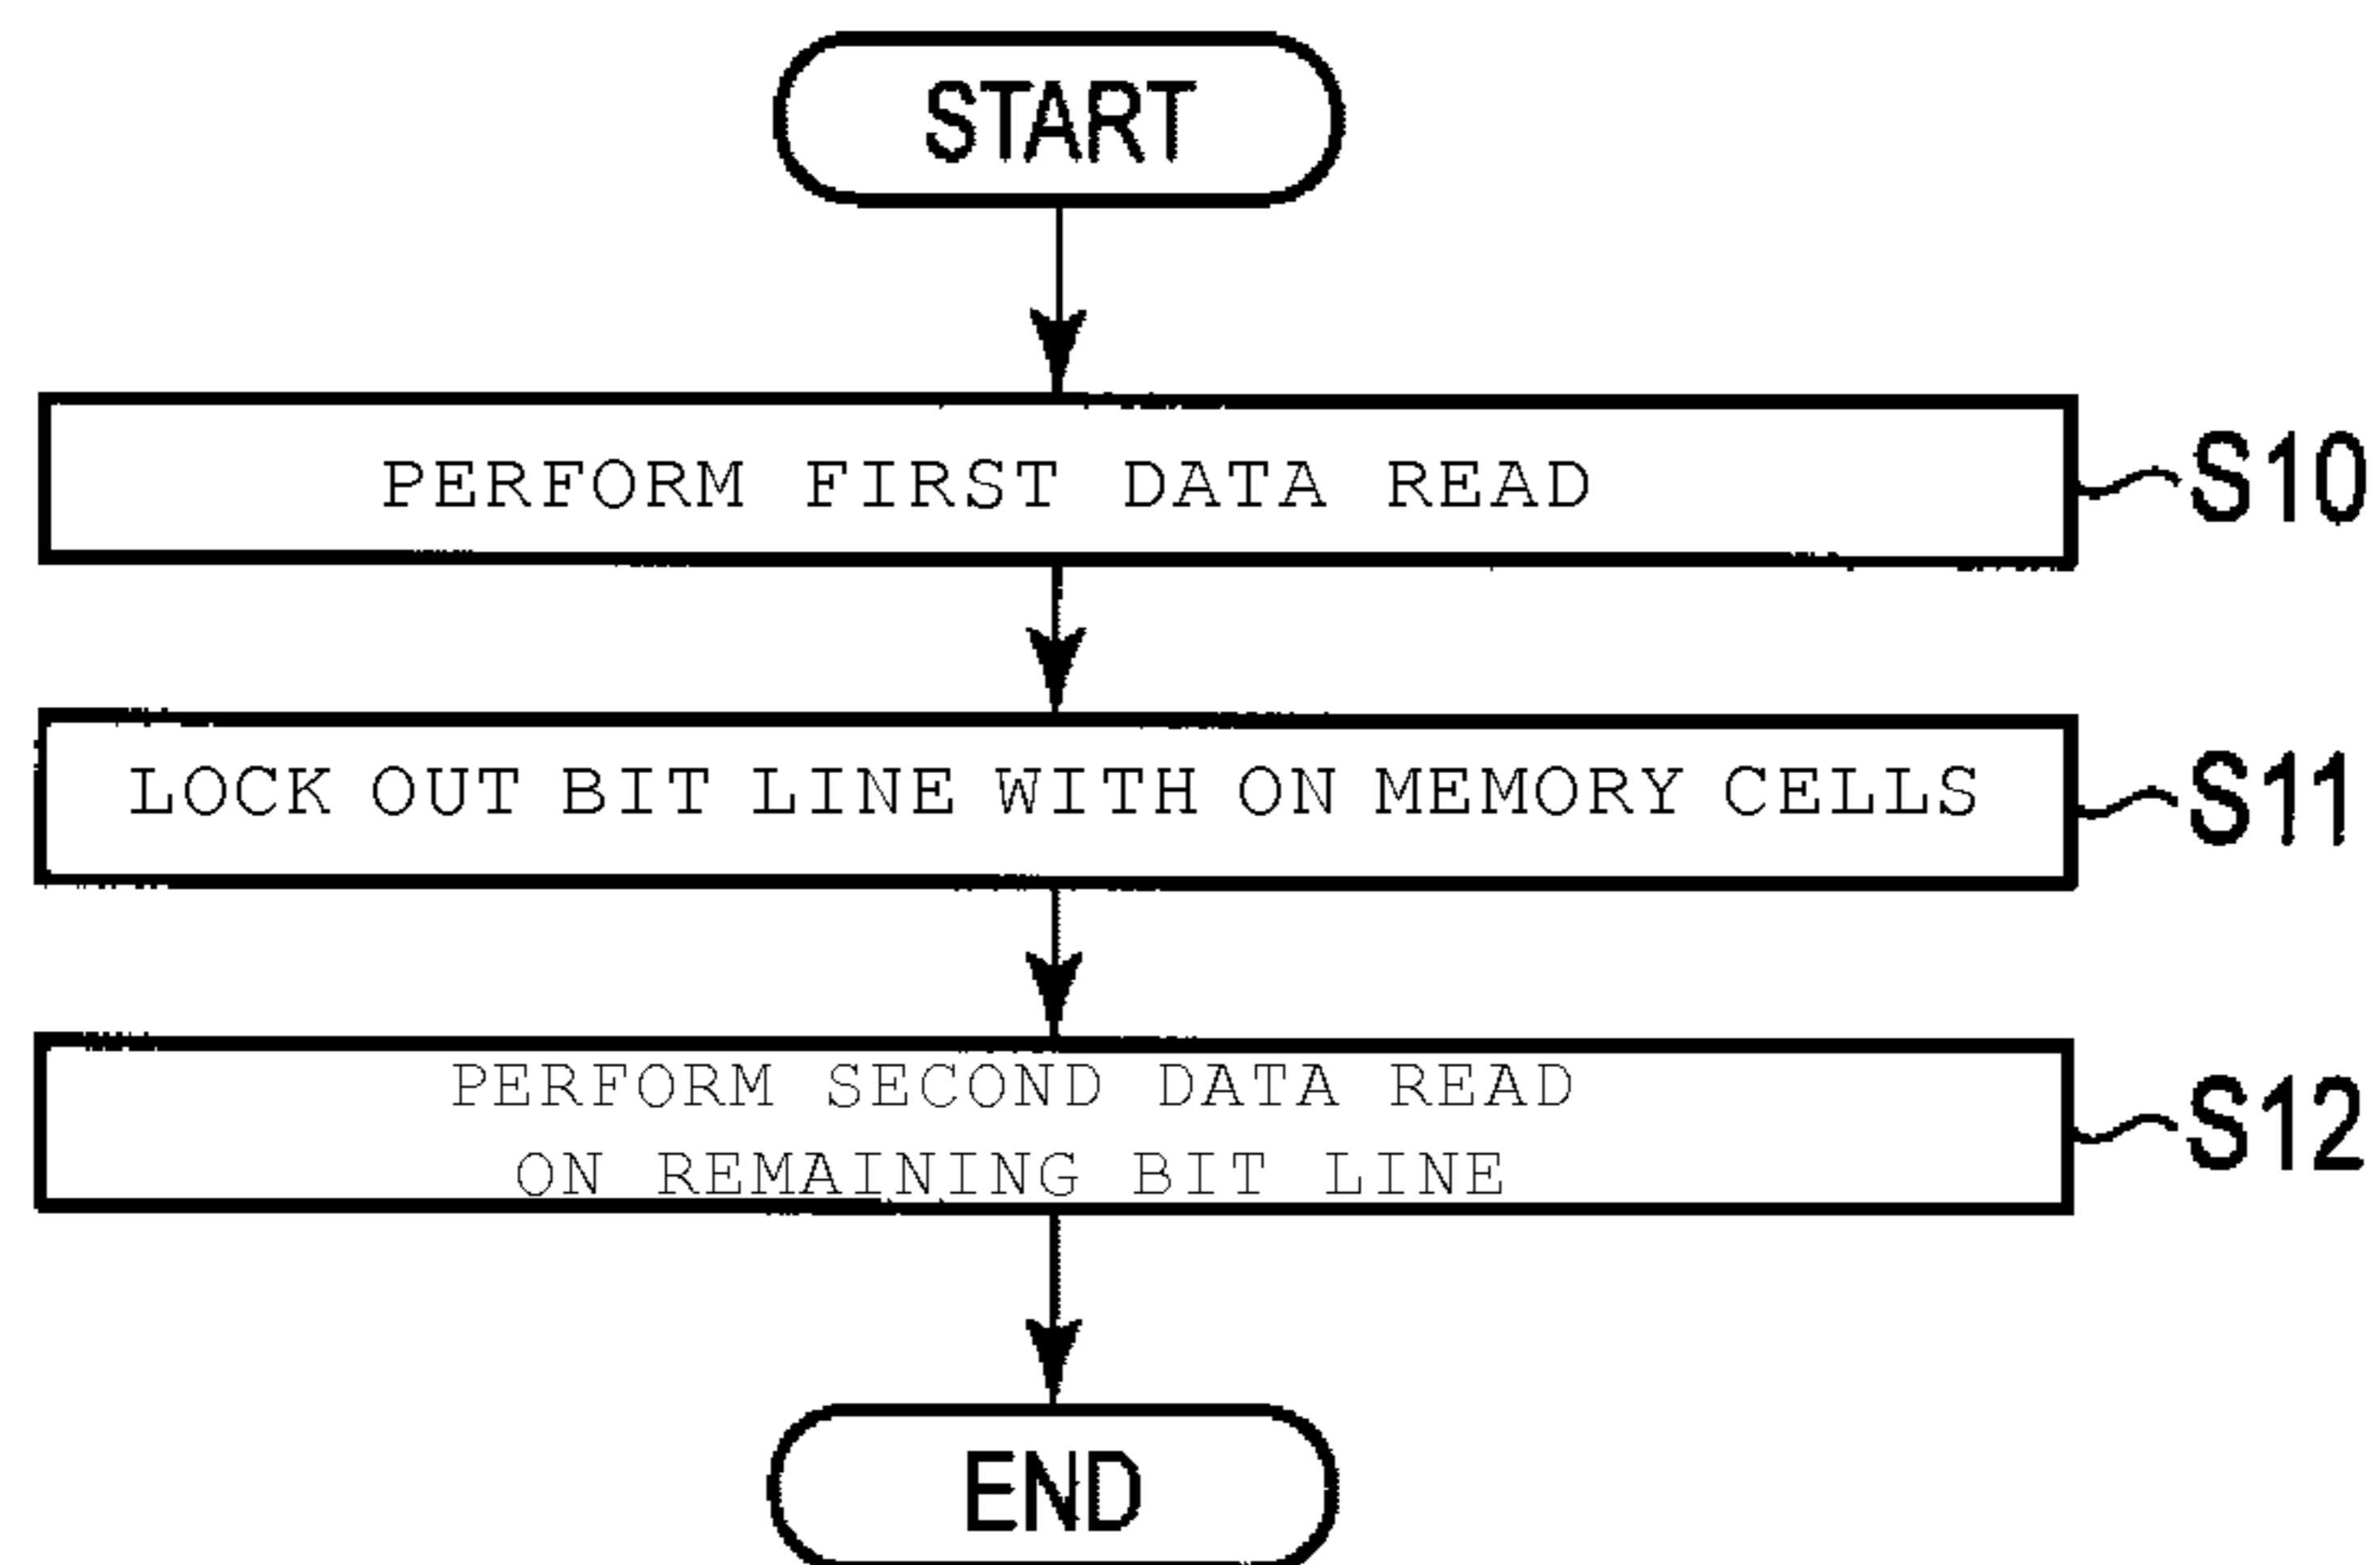 START
PERFORM FIRST DATA READ
S10
LOCK OUT BIT LINE WITH ON MEMORY CELLS
S11
PERFORM SECOND DATA READ
ON REMAINING BIT LINE
S12
END